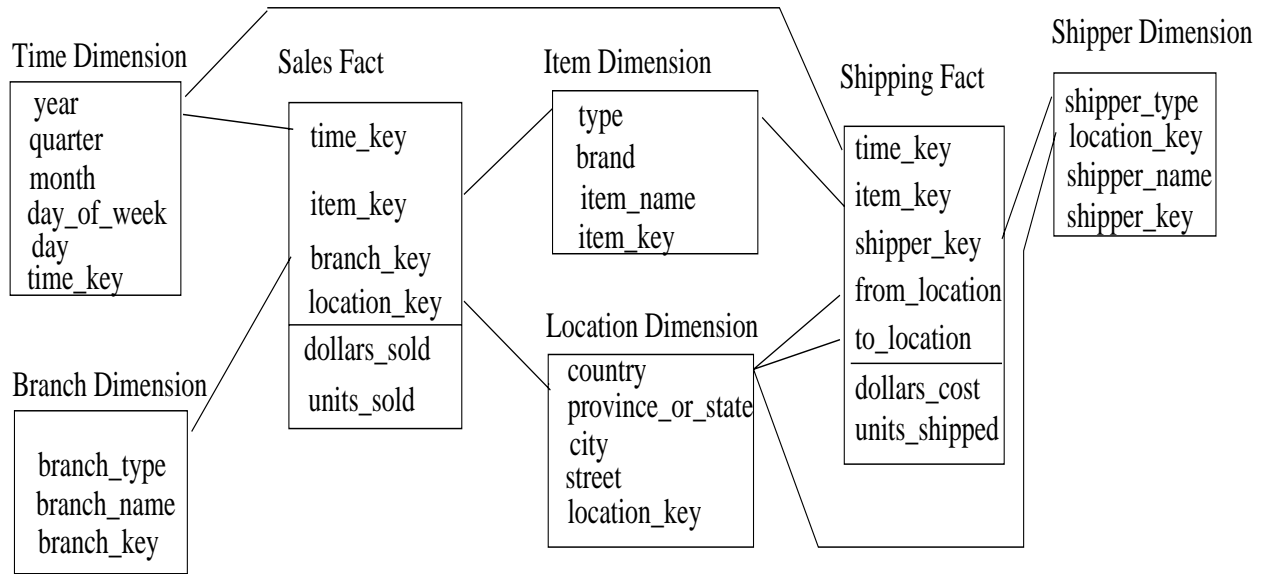 Time Dimension
year
quarter
month
day_of_week
day
time_key
Branch Dimension
branch_type
branch_name
branch_key
Sales Fact
time_key
item_key
branch_key
location_key
dollars_sold
units_sold
Item Dimension
type
brand
item_name
item_key
Location Dimension
country
province_or_state
city
street
location_key
Shipping Fact
time_key
item_key
shipper_key
from_location
to_location
dollars_cost
units_shipped
Shipper Dimension
shipper_type
location_key
shipper_name
shipper_key